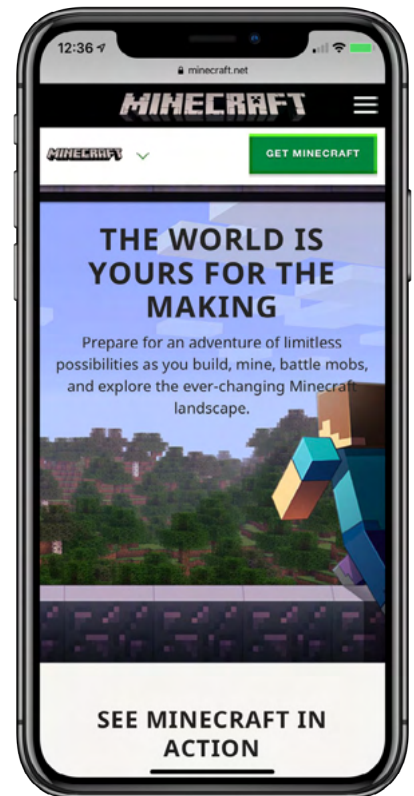 12:36
minecraft.net
MINECRAFT
MINECRAFT
GET MINECRAFT
THE WORLD IS
YOURS FOR THE
MAKING
Prepare for an adventure of limitless
possibilities as you build, mine, battle mobs,
and explore the ever-changing Minecraft
landscape.
SEE MINECRAFT IN
ACTION